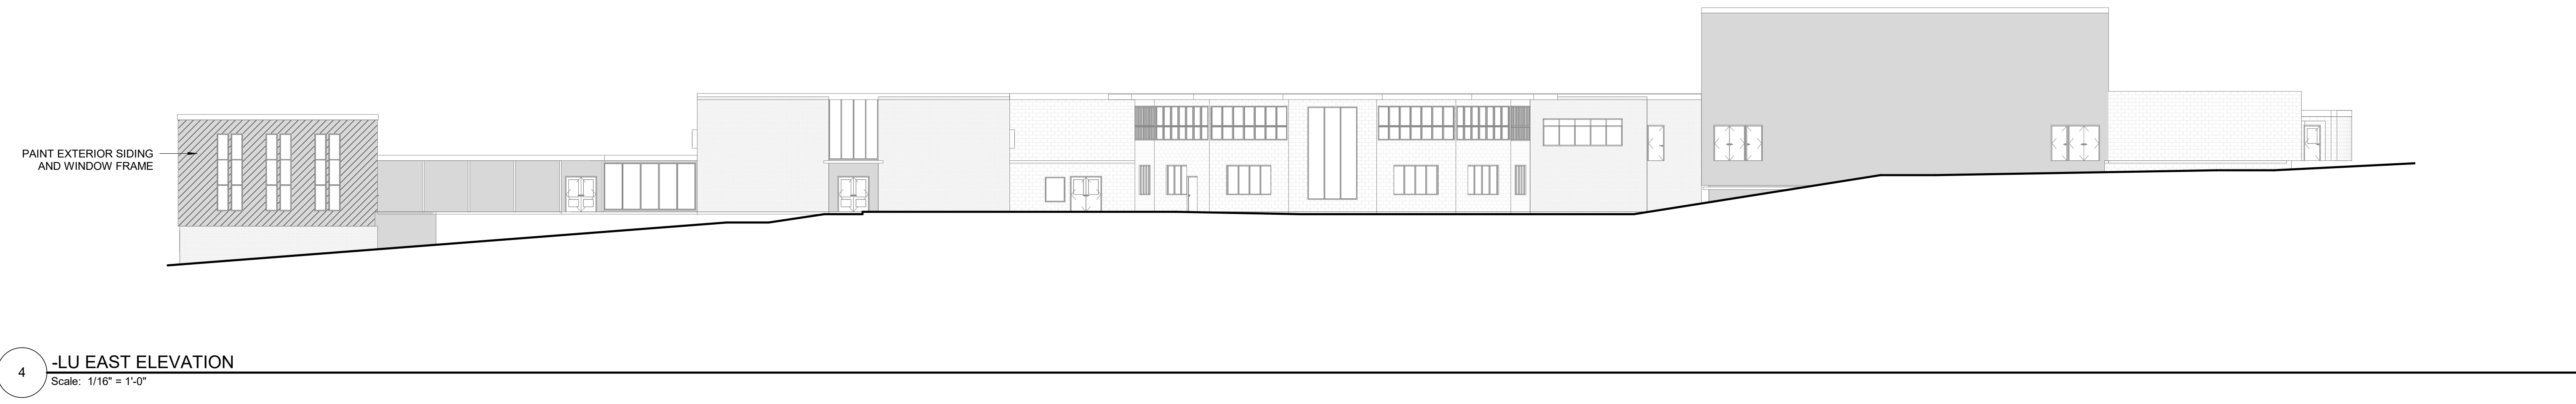 PAINT EXTERIOR SIDING
AND WINDOW FRAME
4
-LU EAST ELEVATION
Scale: 1/16" = 1'-0"